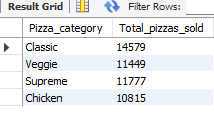 Result Grid Filter Rows:
Pizza_category Total_pizzas_sold
Classic 14579
Veggie 11449
Supreme 11777
Chicken 10815